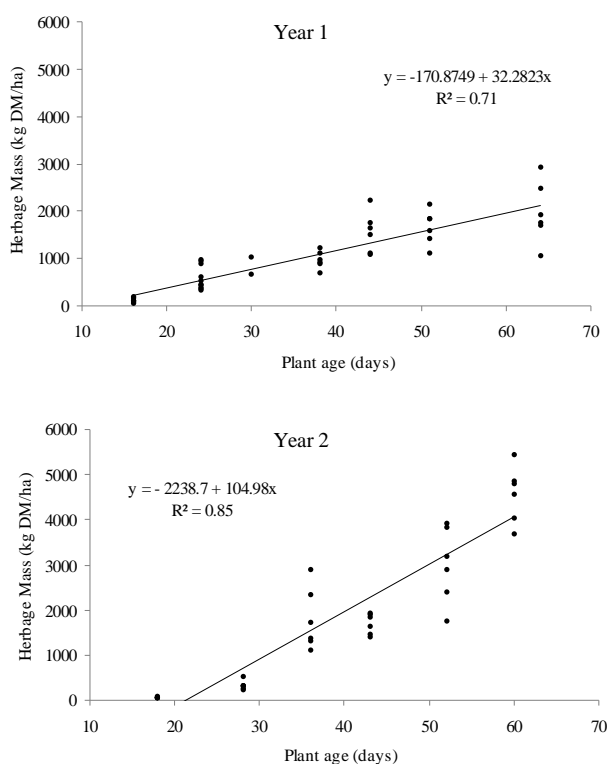 Year 1
y = -170.8749 + 32.2823x
R² = 0.71
Herbage Mass (kg DM/ha)
6000
5000
4000
3000
2000
1000
0
10 20 30 40 50 60 70
Plant age (days)
Year 2
y = - 2238.7 + 104.98x
R² = 0.85
Herbage Mass (kg DM/ha)
6000
5000
4000
3000
2000
1000
0
10 20 30 40 50 60 70
Plant age (days)